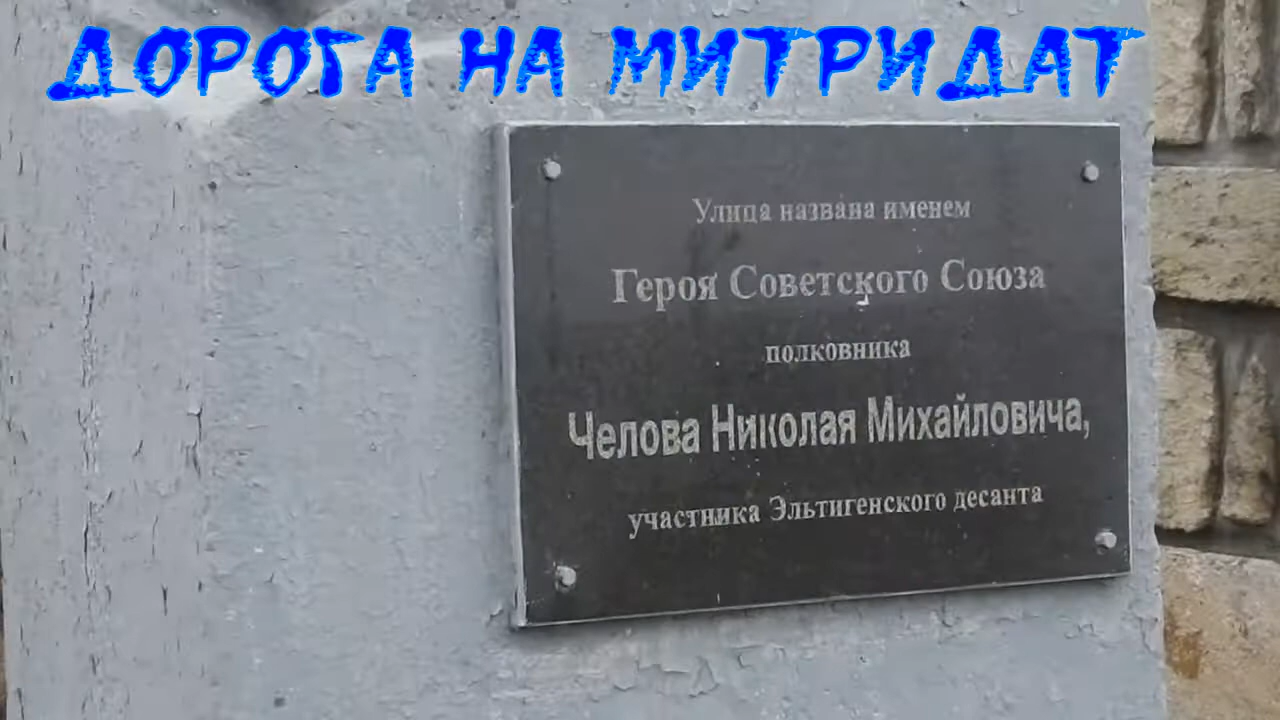 ДОРОГА НА МИТРИДАТ
Улица названа именем
Героя Советского Союза
полковника
Челова Николая Михайловича,
участника Эльтигенского десанта